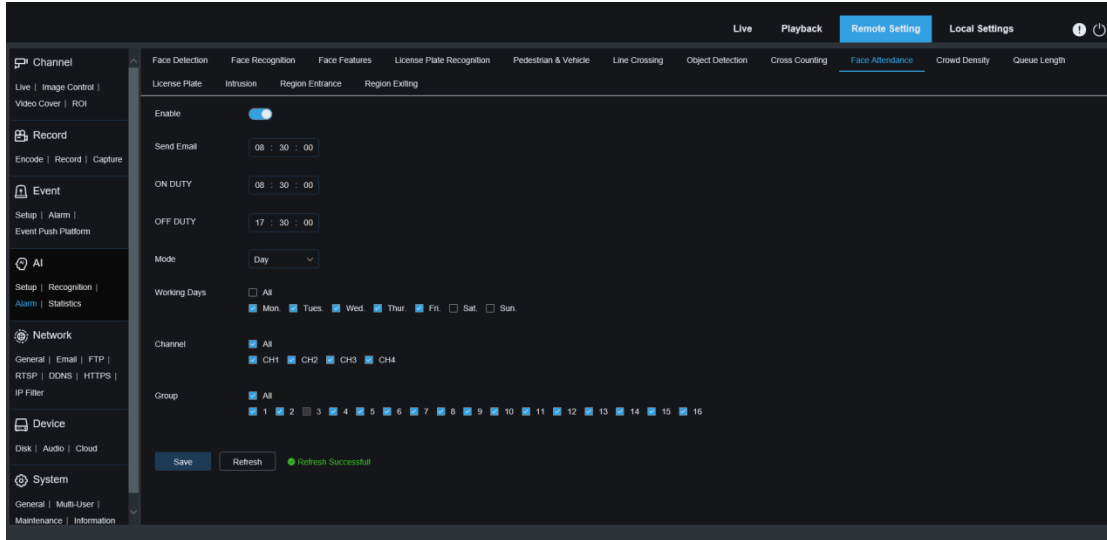 Live Playback Remote Setting Local Settings
Channel
Live | Image Control |
Video Cover | ROI
Record
Encode | Record | Capture
Event
Setup | Alarm |
Event Push Platform
AI
Setup | Recognition |
Alarm | Statistics
Network
General | Email | FTP |
RTSP | DDNS | HTTPS |
IP Filter
Device
Disk | Audio | Cloud
System
General | Multi-User |
Maintenance | Information
Face Detection Face Recognition Face Features License Plate Recognition Pedestrian & Vehicle Line Crossing Object Detection Cross Counting Face Attendance Crowd Density Queue Length
License Plate Intrusion Region Entrance Region Exiting
Enable
Send Email 08 : 30 : 00
ON DUTY 08 : 30 : 00
OFF DUTY 17 : 30 : 00
Mode Day
Working Days All
Mon. Tues. Wed. Thur. Fri. Sat. Sun.
Channel All
CH1 CH2 CH3 CH4
Group All
1 2 3 4 5 6 7 8 9 10 11 12 13 14 15 16
Save Refresh Refresh Successful!